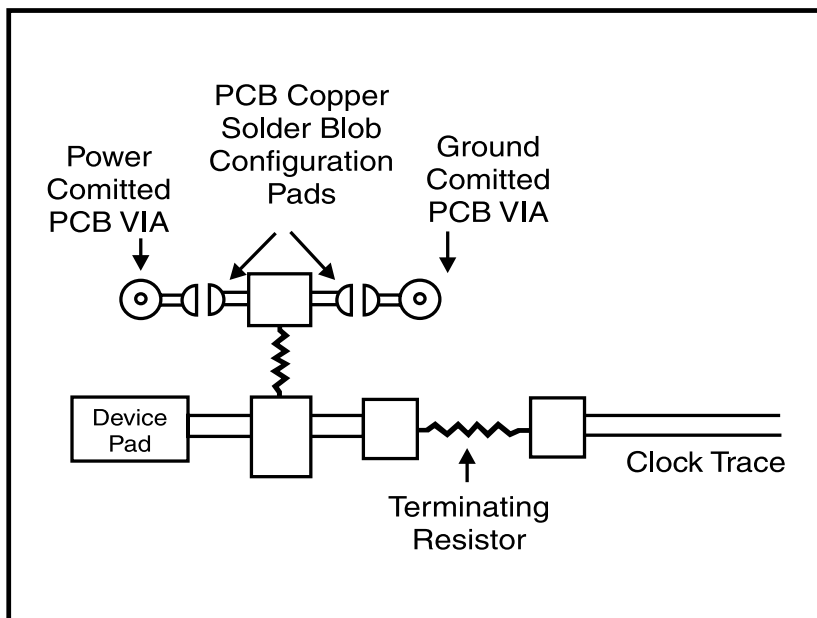 PCB Copper
Solder Blob
Configuration
Pads
Power
Comitted
PCB VIA
Ground
Comitted
PCB VIA
Device
Pad
Clock Trace
Terminating
Resistor